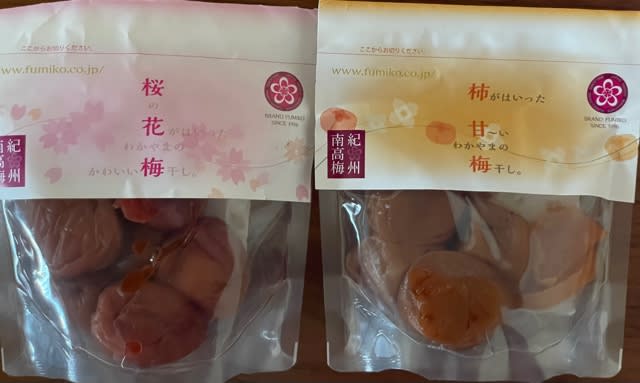 ここからお切りください
www.fumiko.co.jp/
桜
の
花がはいった
わかやまの
かわいい梅干し。
BRAND FUMIKO
SINCE 1986
紀州
南高梅
ここからお切りください
www.fumiko.co.jp/
柿がはいった
甘〜い
わかやまの
梅干し。
BRAND FUMIKO
SINCE 1986
紀州
南高梅